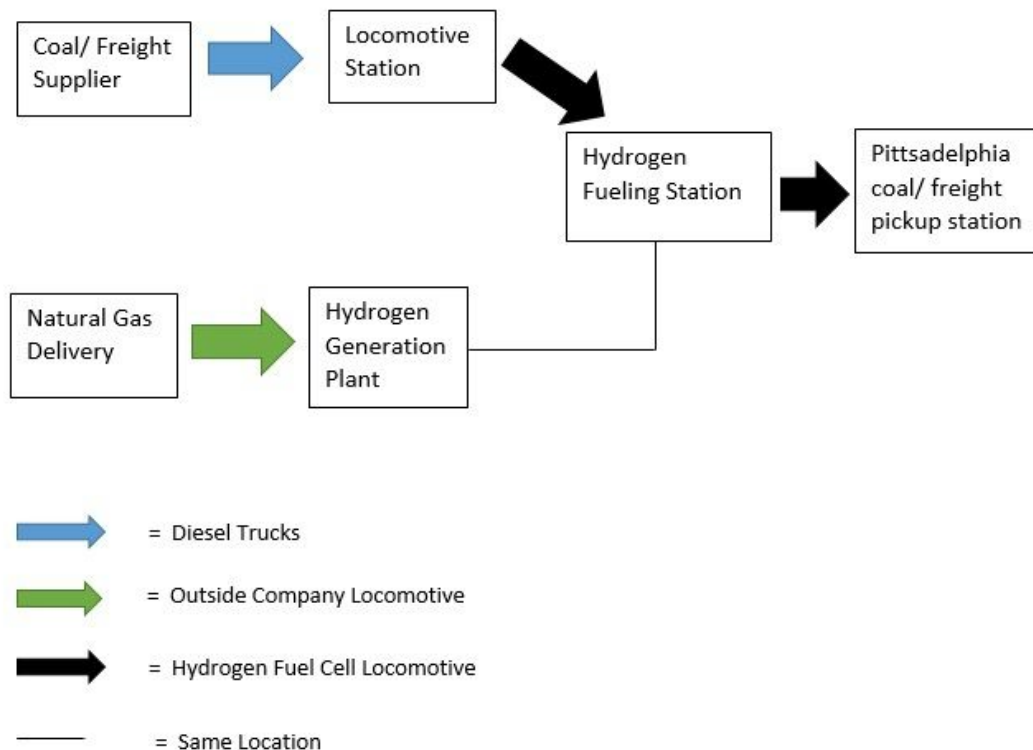 Coal/ Freight
Supplier
Locomotive
Station
Hydrogen
Fueling Station
Pittsadelphia
coal/ freight
pickup station
Natural Gas
Delivery
Hydrogen
Generation
Plant
= Diesel Trucks
= Outside Company Locomotive
= Hydrogen Fuel Cell Locomotive
= Same Location